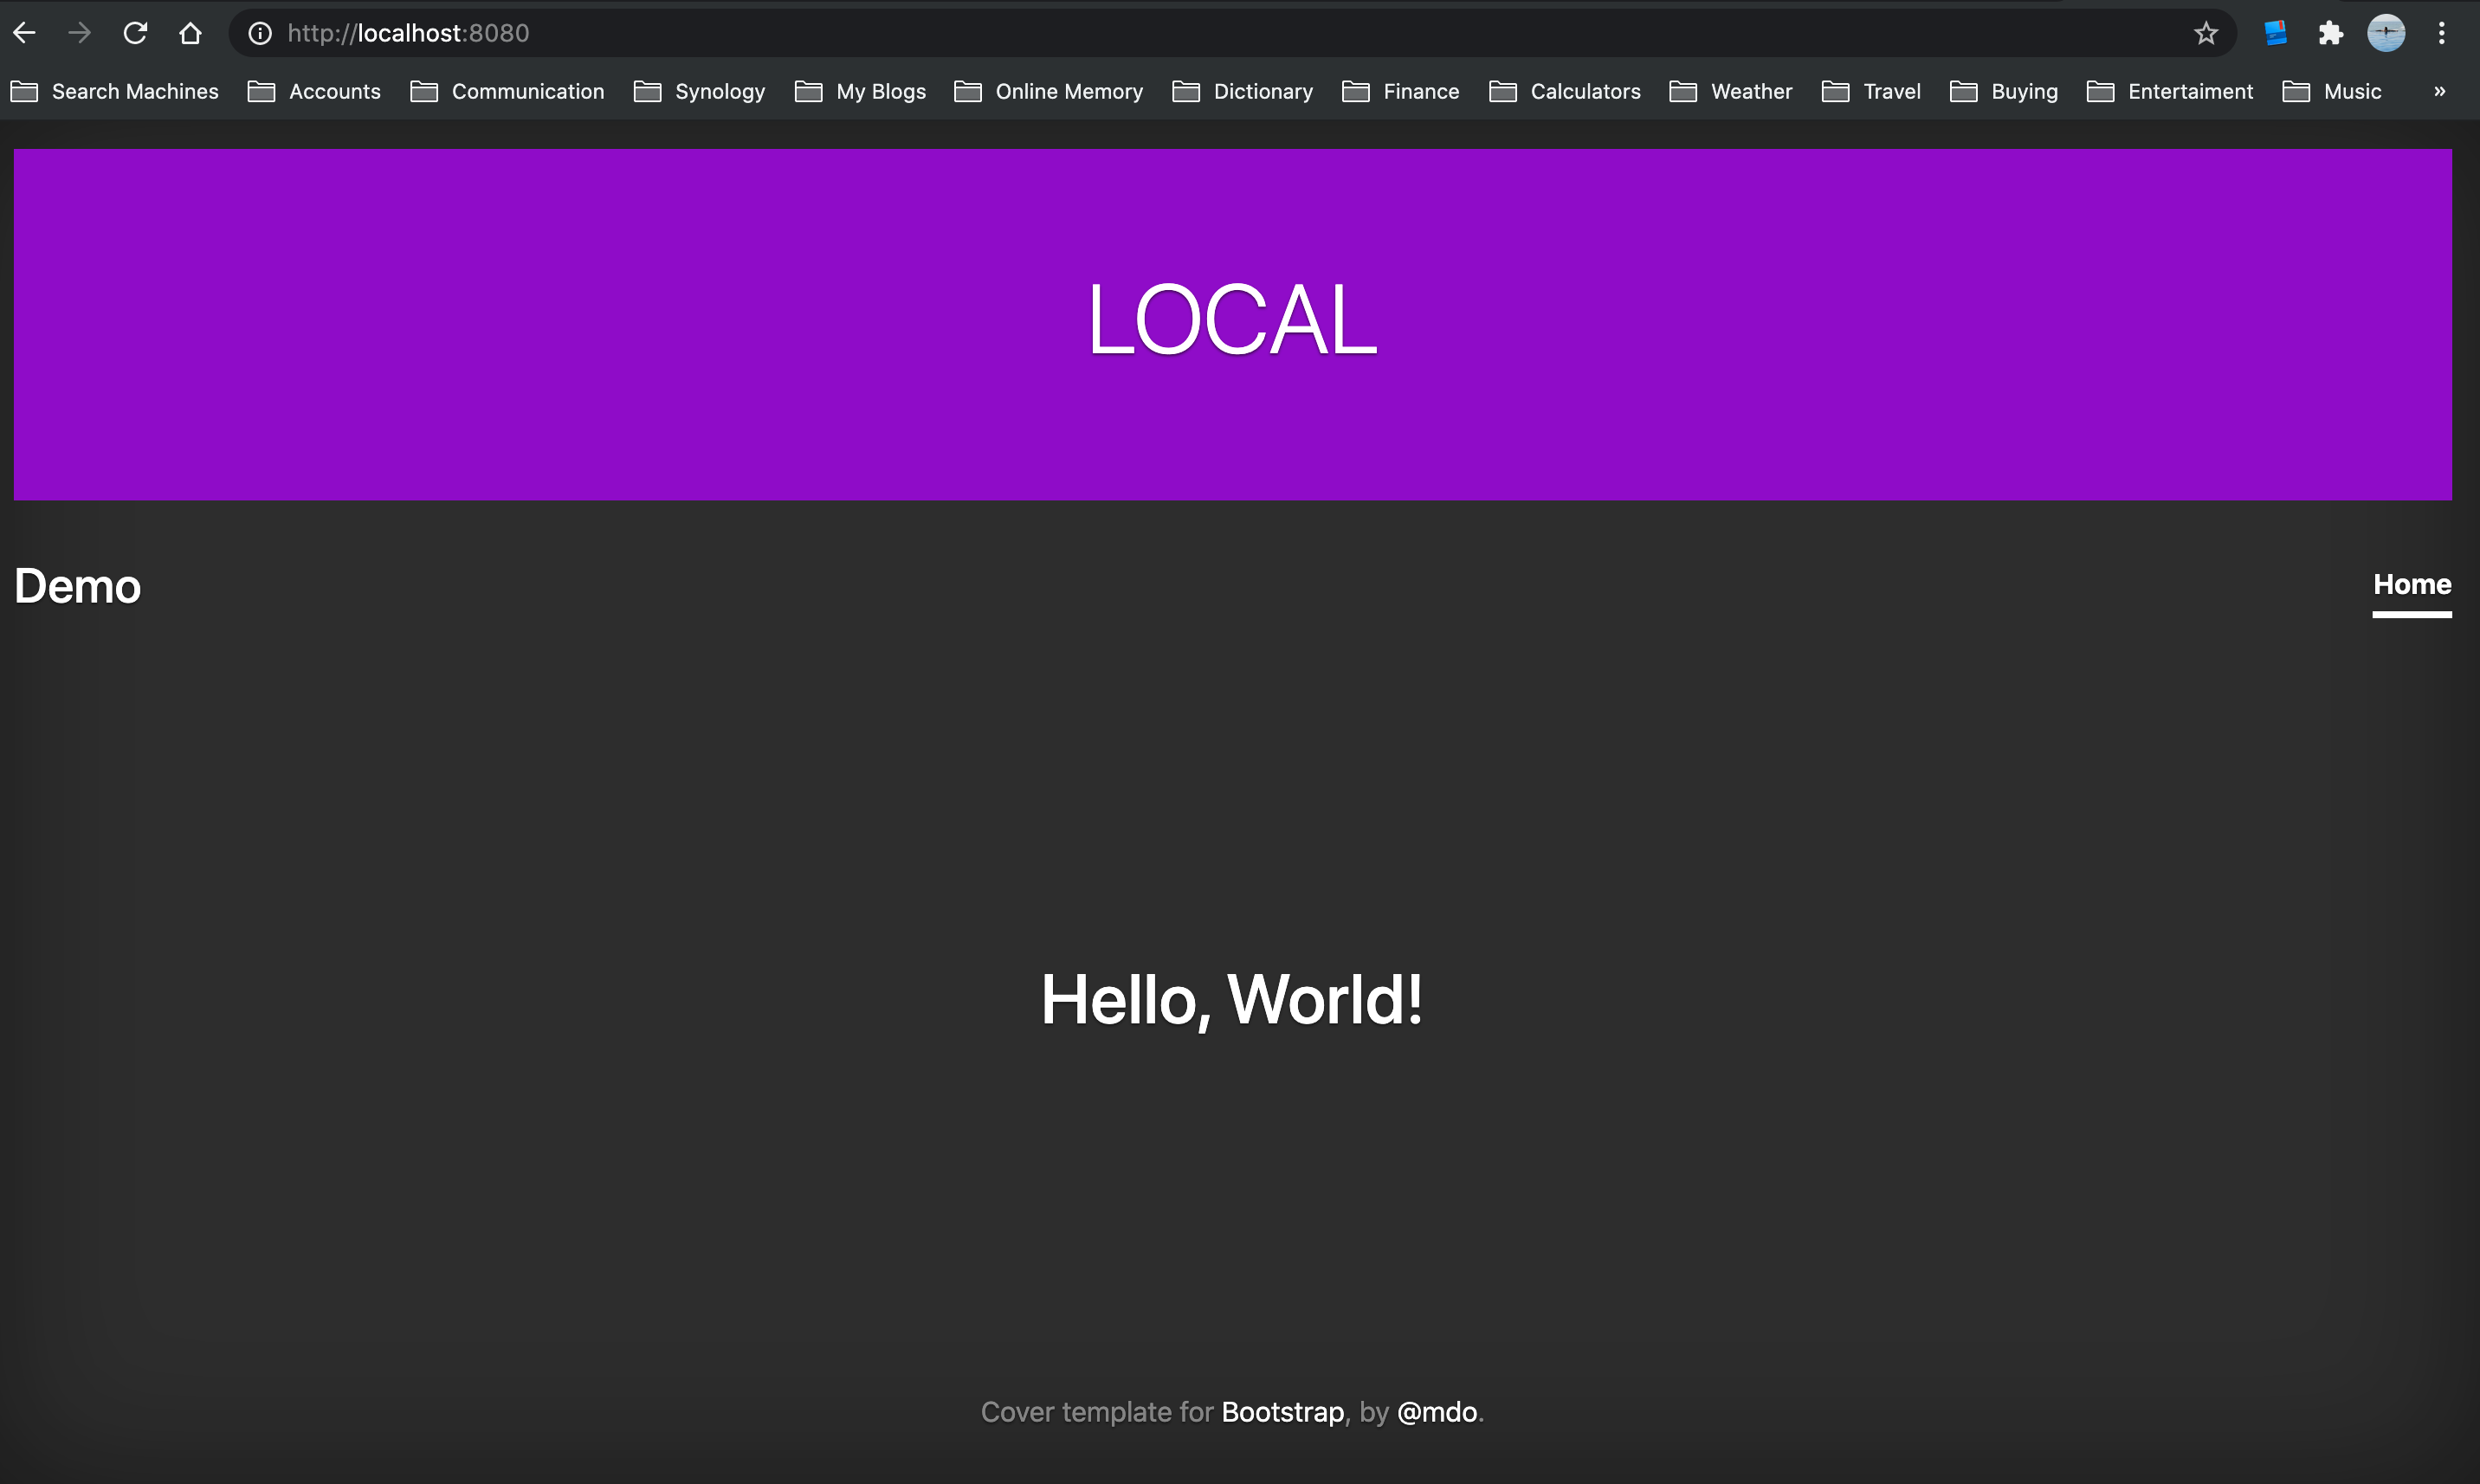 http://localhost:8080
Search Machines Accounts Communication Synology My Blogs Online Memory Dictionary Finance Calculators Weather Travel Buying Entertaiment Music »
LOCAL
Demo Home
Hello, World!
Cover template for Bootstrap, by @mdo.